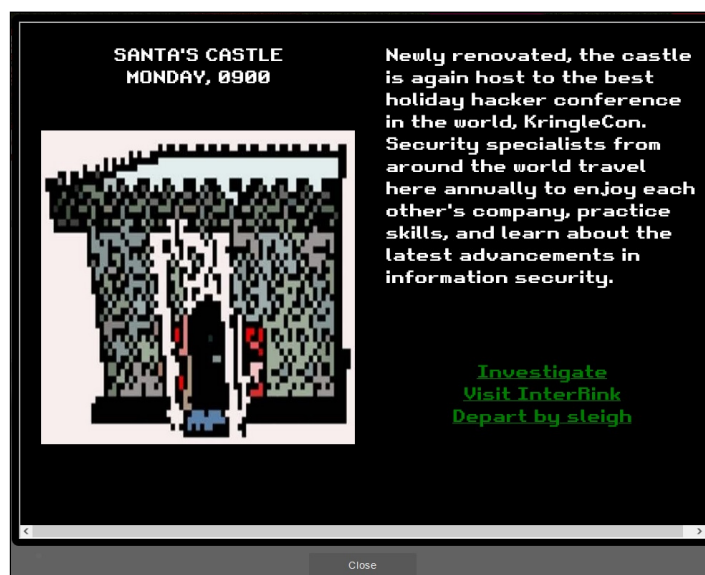 SANTA'S CASTLE
MONDAY, 0900
Newly renovated, the castle
is again host to the best
holiday hacker conference
in the world, KringleCon.
Security specialists from
around the world travel
here annually to enjoy each
other's company, practice
skills, and learn about the
latest advancements in
information security.
Investigate
Visit InterRink
Depart by sleigh
Close